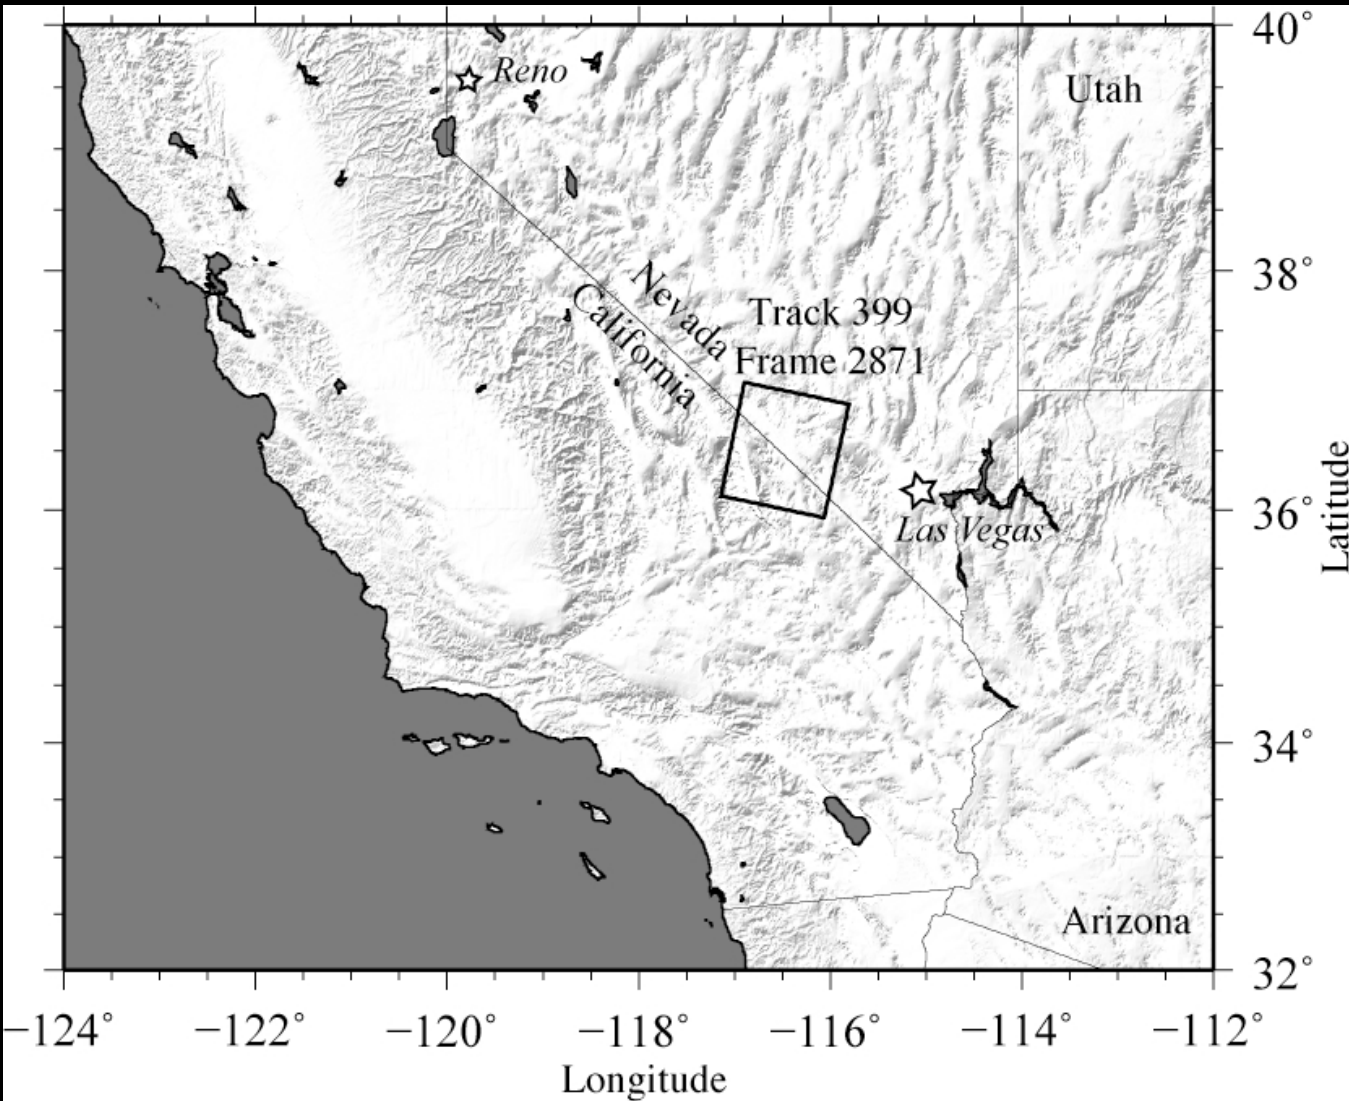 40°
Reno
Utah
38°
Nevada
California
Track 399
Frame 2871
Las Vegas
36°
Latitude
34°
Arizona
32°
−124° −122° −120° −118° −116° −114° −112°
Longitude